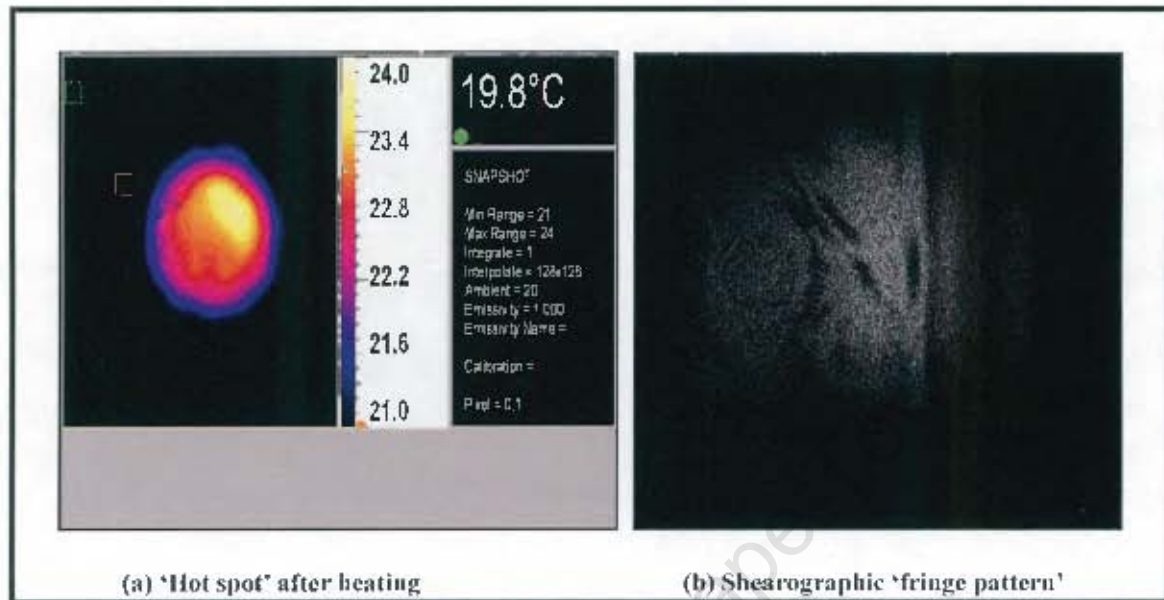 24.0
23.4
22.8
22.2
21.6
21.0
19.8°C
SNAPSHOT
Min Range = 21
Max Range = 24
Integrate = 1
Interpolate = 128x128
Ambient = 20
Emissivity = 1.000
Emissivity Name =
Calibration =
Pixel = 0,1
(a) ‘Hot spot’ after heating
(b) Shearographic ‘fringe pattern’